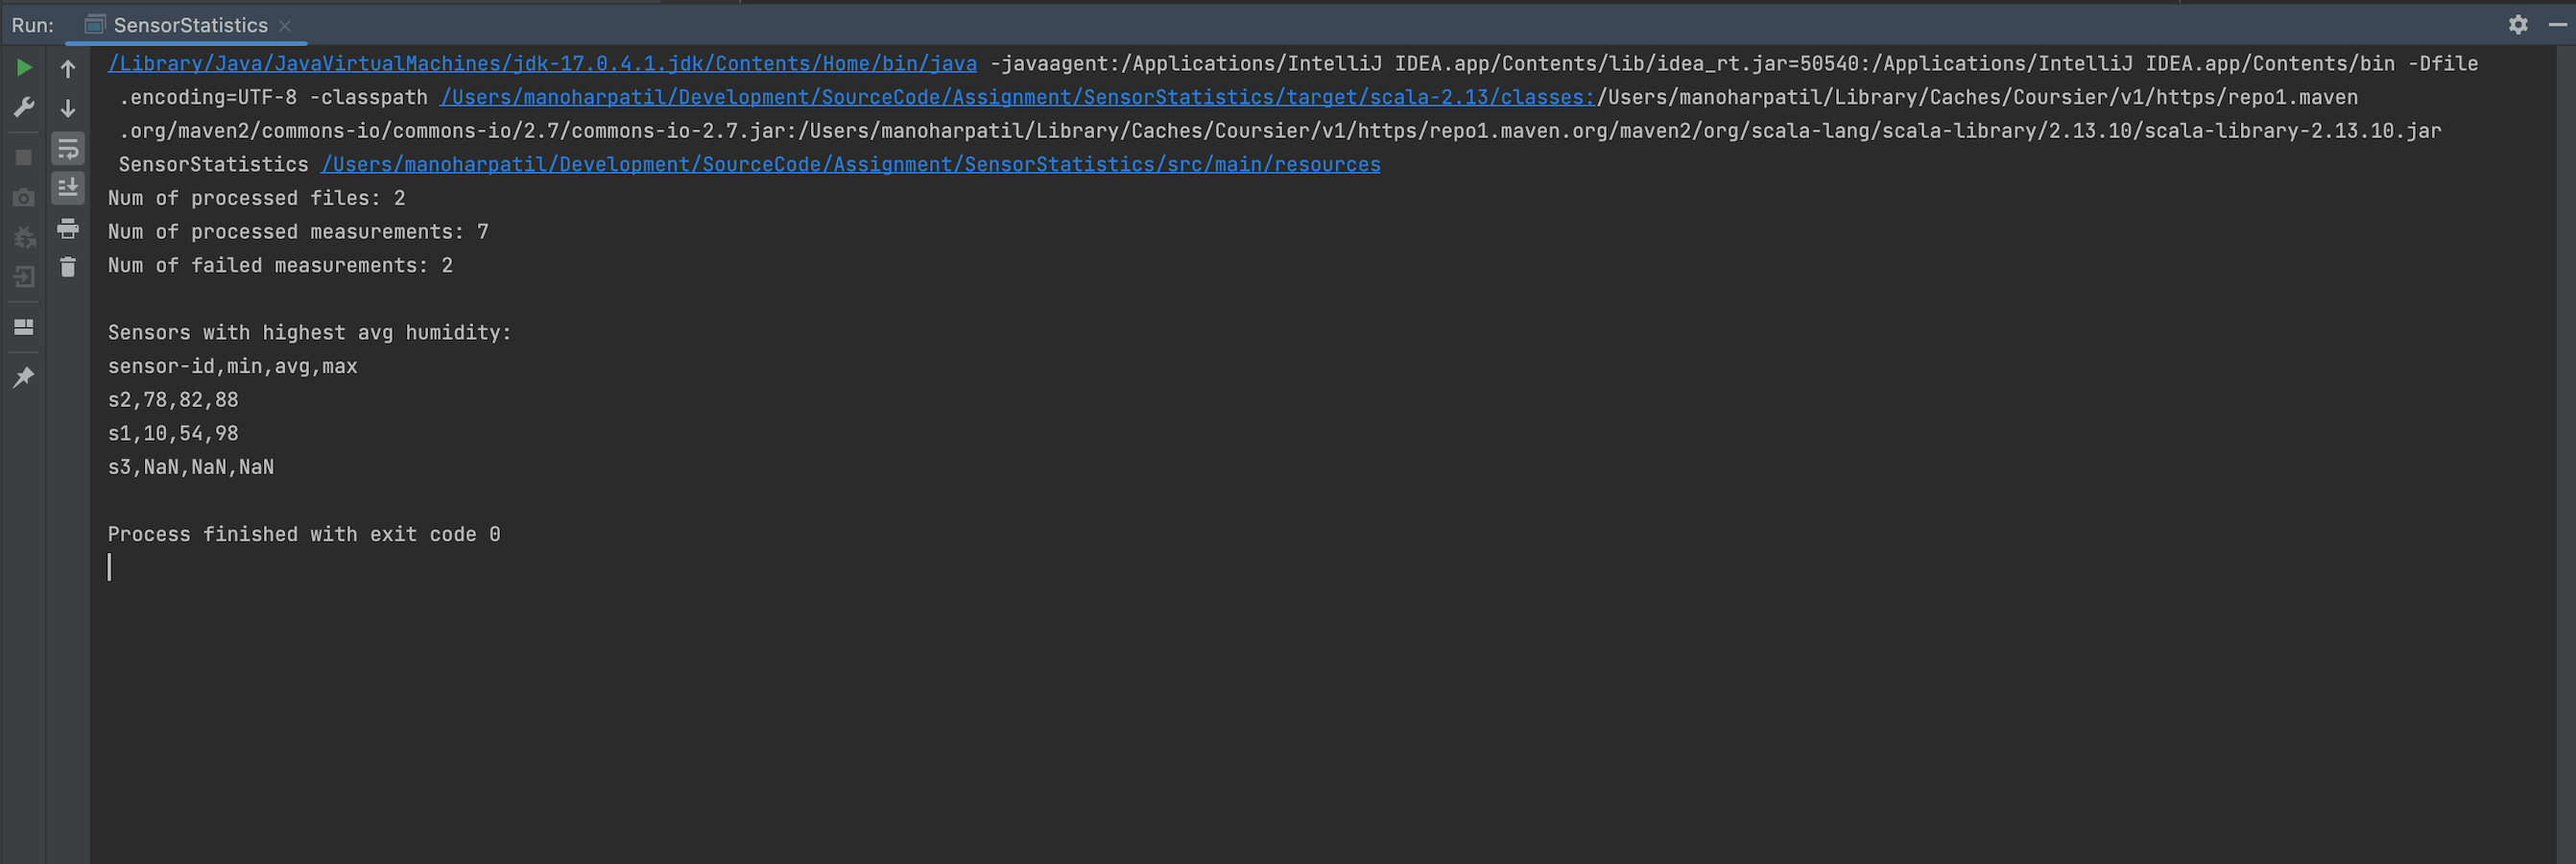 Run: SensorStatistics
/Library/Java/JavaVirtualMachines/jdk-17.0.4.1.jdk/Contents/Home/bin/java -javaagent:/Applications/IntelliJ IDEA.app/Contents/lib/idea_rt.jar=50540:/Applications/IntelliJ IDEA.app/Contents/bin -Dfile
.encoding=UTF-8 -classpath /Users/manoharpatil/Development/SourceCode/Assignment/SensorStatistics/target/scala-2.13/classes:/Users/manoharpatil/Library/Caches/Coursier/v1/https/repo1.maven
.org/maven2/commons-io/commons-io/2.7/commons-io-2.7.jar:/Users/manoharpatil/Library/Caches/Coursier/v1/https/repo1.maven.org/maven2/org/scala-lang/scala-library/2.13.10/scala-library-2.13.10.jar
SensorStatistics /Users/manoharpatil/Development/SourceCode/Assignment/SensorStatistics/src/main/resources
Num of processed files: 2
Num of processed measurements: 7
Num of failed measurements: 2
Sensors with highest avg humidity:
sensor-id,min,avg,max
s2,78,82,88
s1,10,54,98
s3,NaN,NaN,NaN
Process finished with exit code 0